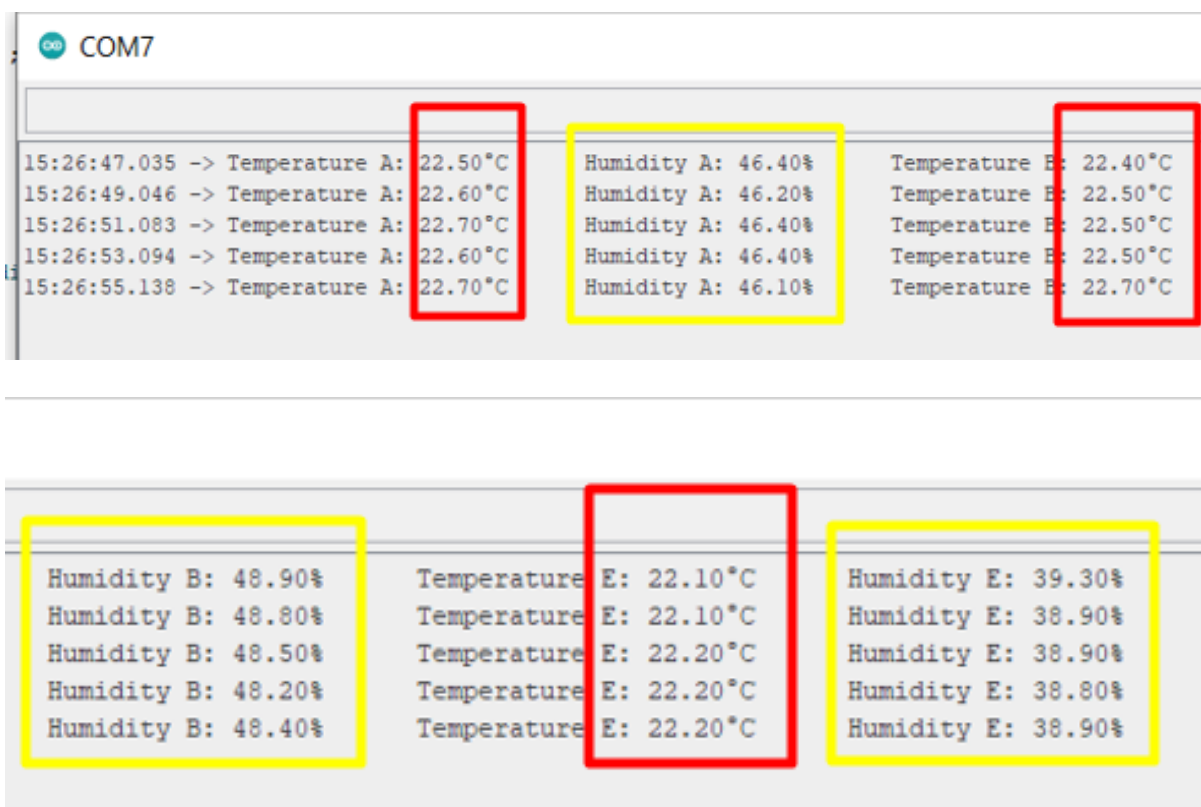 COM7
15:26:47.035 -> Temperature A: 22.50°C Humidity A: 46.40% Temperature B: 22.40°C
15:26:49.046 -> Temperature A: 22.60°C Humidity A: 46.20% Temperature B: 22.50°C
15:26:51.083 -> Temperature A: 22.70°C Humidity A: 46.40% Temperature B: 22.50°C
15:26:53.094 -> Temperature A: 22.60°C Humidity A: 46.40% Temperature B: 22.50°C
15:26:55.138 -> Temperature A: 22.70°C Humidity A: 46.10% Temperature B: 22.70°C
Humidity B: 48.90% Temperature E: 22.10°C Humidity E: 39.30%
Humidity B: 48.80% Temperature E: 22.10°C Humidity E: 38.90%
Humidity B: 48.50% Temperature E: 22.20°C Humidity E: 38.90%
Humidity B: 48.20% Temperature E: 22.20°C Humidity E: 38.80%
Humidity B: 48.40% Temperature E: 22.20°C Humidity E: 38.90%